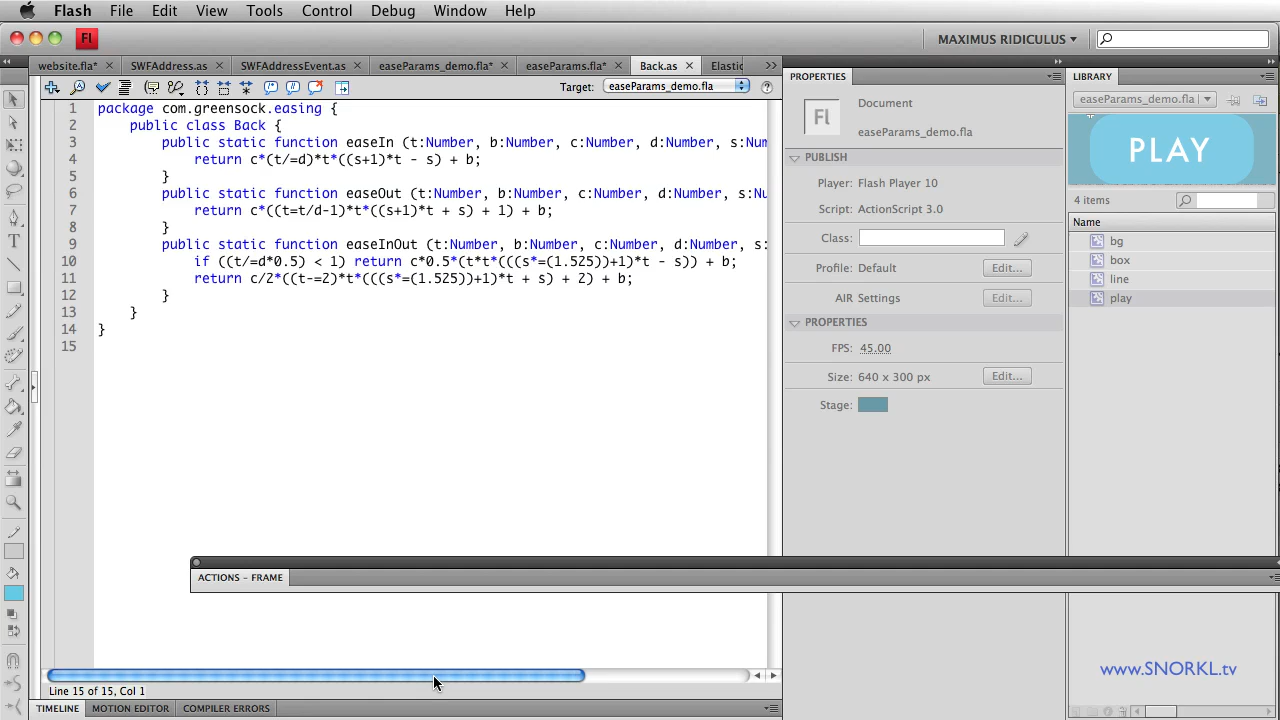 Flash File Edit View Tools Control Debug Window Help
Fl MAXIMUS RIDICULUS
website.fla* SWFAddress.as SWFAddressEvent.as easeParams_demo.fla* easeParams.fla* Back.as Elastic
Target: easeParams_demo.fla
1 package com.greensock.easing {
2 public class Back {
3 public static function easeIn (t:Number, b:Number, c:Number, d:Number, s:Num
4 return c*(t/=d)*t*((s+1)*t - s) + b;
5 }
6 public static function easeOut (t:Number, b:Number, c:Number, d:Number, s:Nu
7 return c*((t=t/d-1)*t*((s+1)*t + s) + 1) + b;
8 }
9 public static function easeInOut (t:Number, b:Number, c:Number, d:Number, s:
10 if ((t/=d*0.5) < 1) return c*0.5*(t*t*(((s*=(1.525))+1)*t - s)) + b;
11 return c/2*((t-=2)*t*(((s*=(1.525))+1)*t + s) + 2) + b;
12 }
13 }
14 }
15
ACTIONS - FRAME
Line 15 of 15, Col 1
TIMELINE MOTION EDITOR COMPILER ERRORS
PROPERTIES
Fl
Document
easeParams_demo.fla
PUBLISH
Player: Flash Player 10
Script: ActionScript 3.0
Class:
Profile: Default Edit...
AIR Settings Edit...
PROPERTIES
FPS: 45.00
Size: 640 x 300 px Edit...
Stage:
LIBRARY
easeParams_demo.fla
PLAY
4 items
Name
bg
box
line
play
www.SNORKL.tv